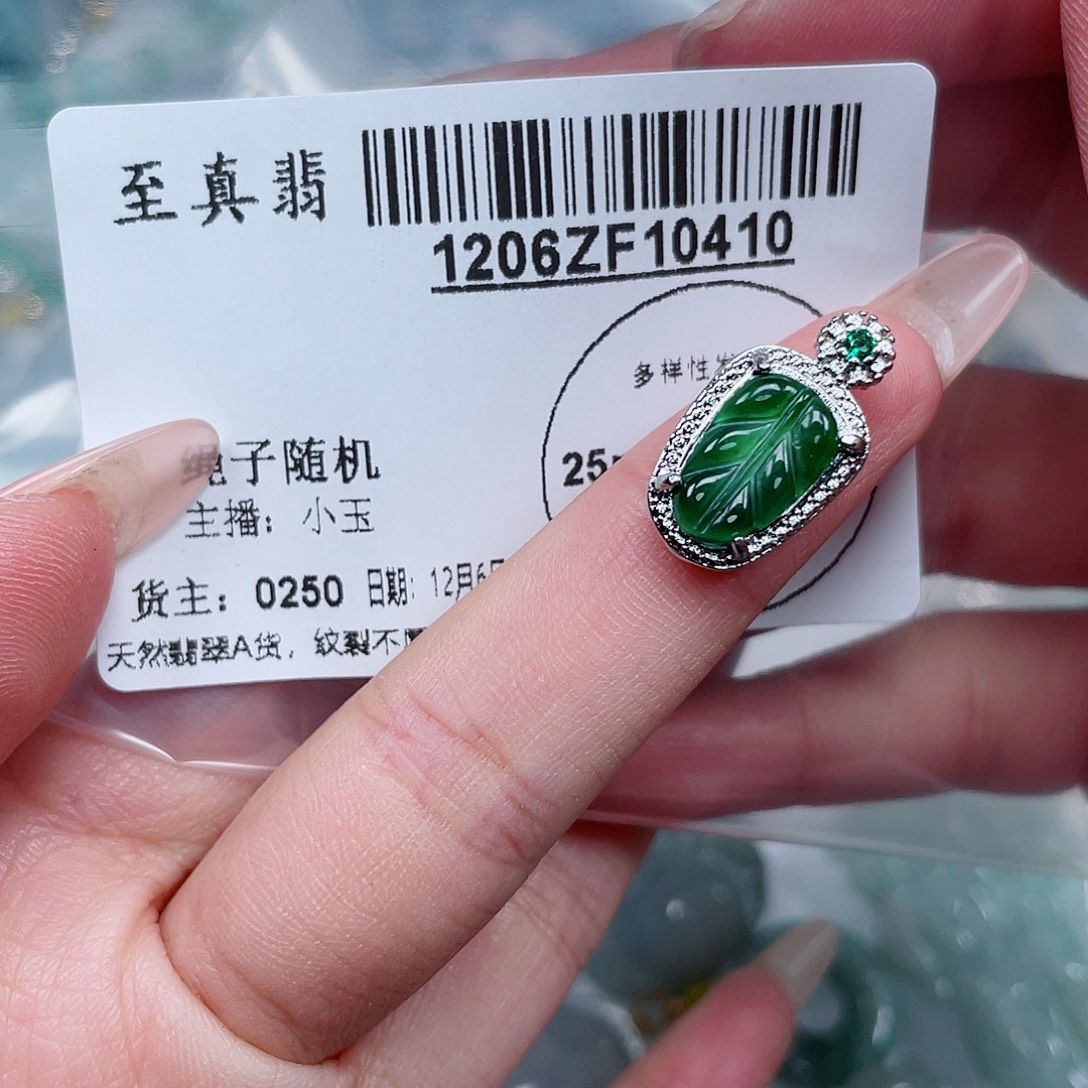 至真翡
1206ZF10410
多样性
25
绳子随机
主播：小玉
货主：0250 日期：12月6日
天然翡翠A货，纹裂不